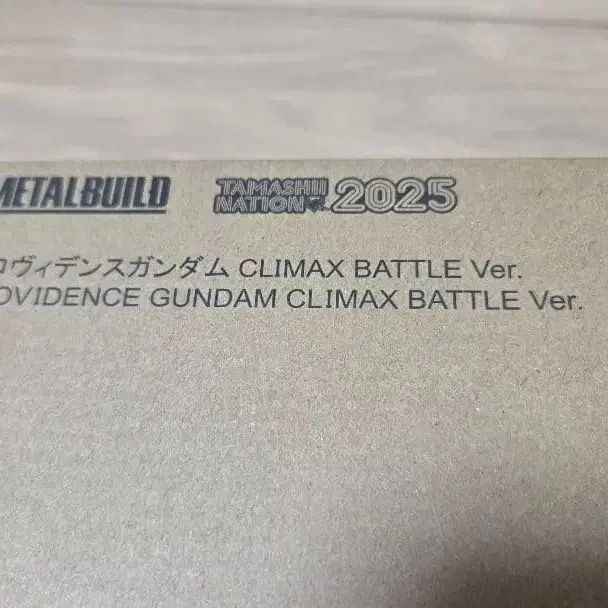 METALBUILD TAMASHII NATION 2025
ロヴィデンスガンダム CLIMAX BATTLE Ver.
OVIDENCE GUNDAM CLIMAX BATTLE Ver.